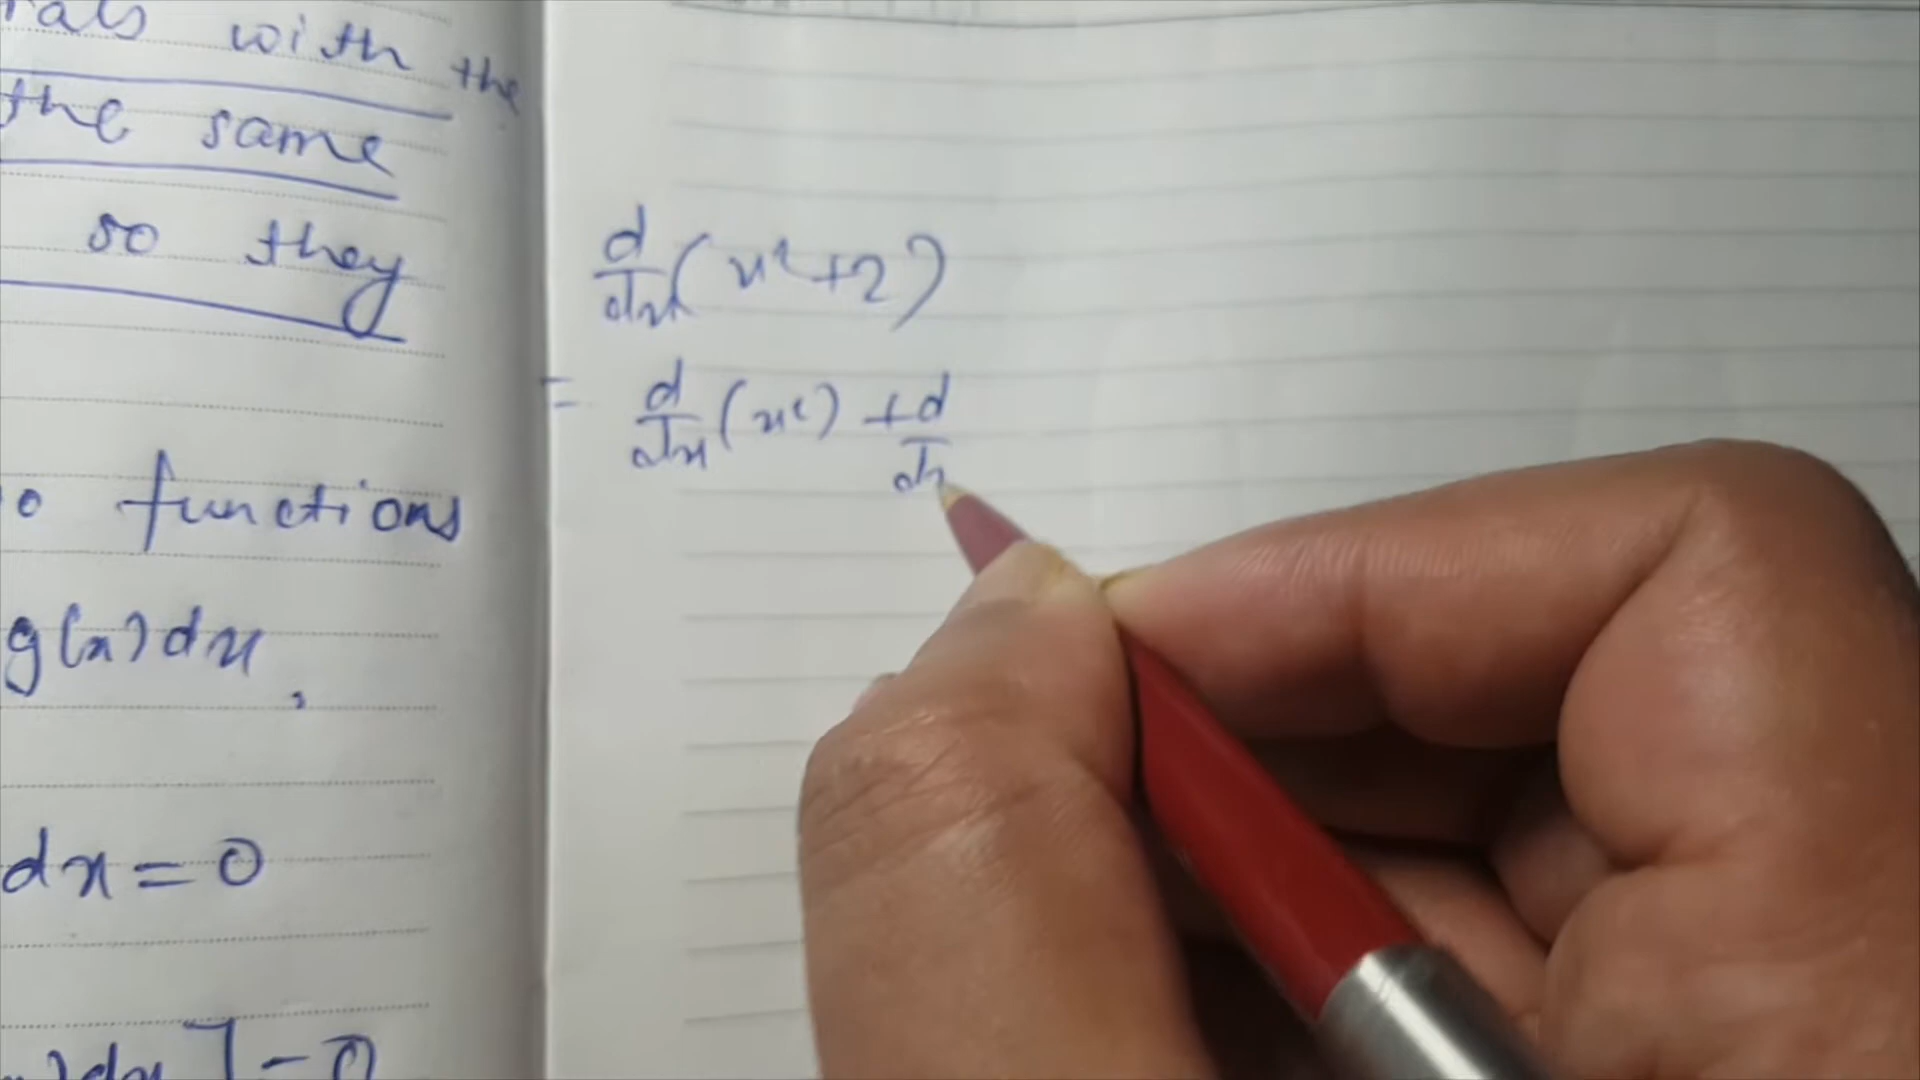 with the
the same
so they
functions
g(x)dx,
dx=0
d/dx(x²+2)
= d/dx(x²) + d/dx